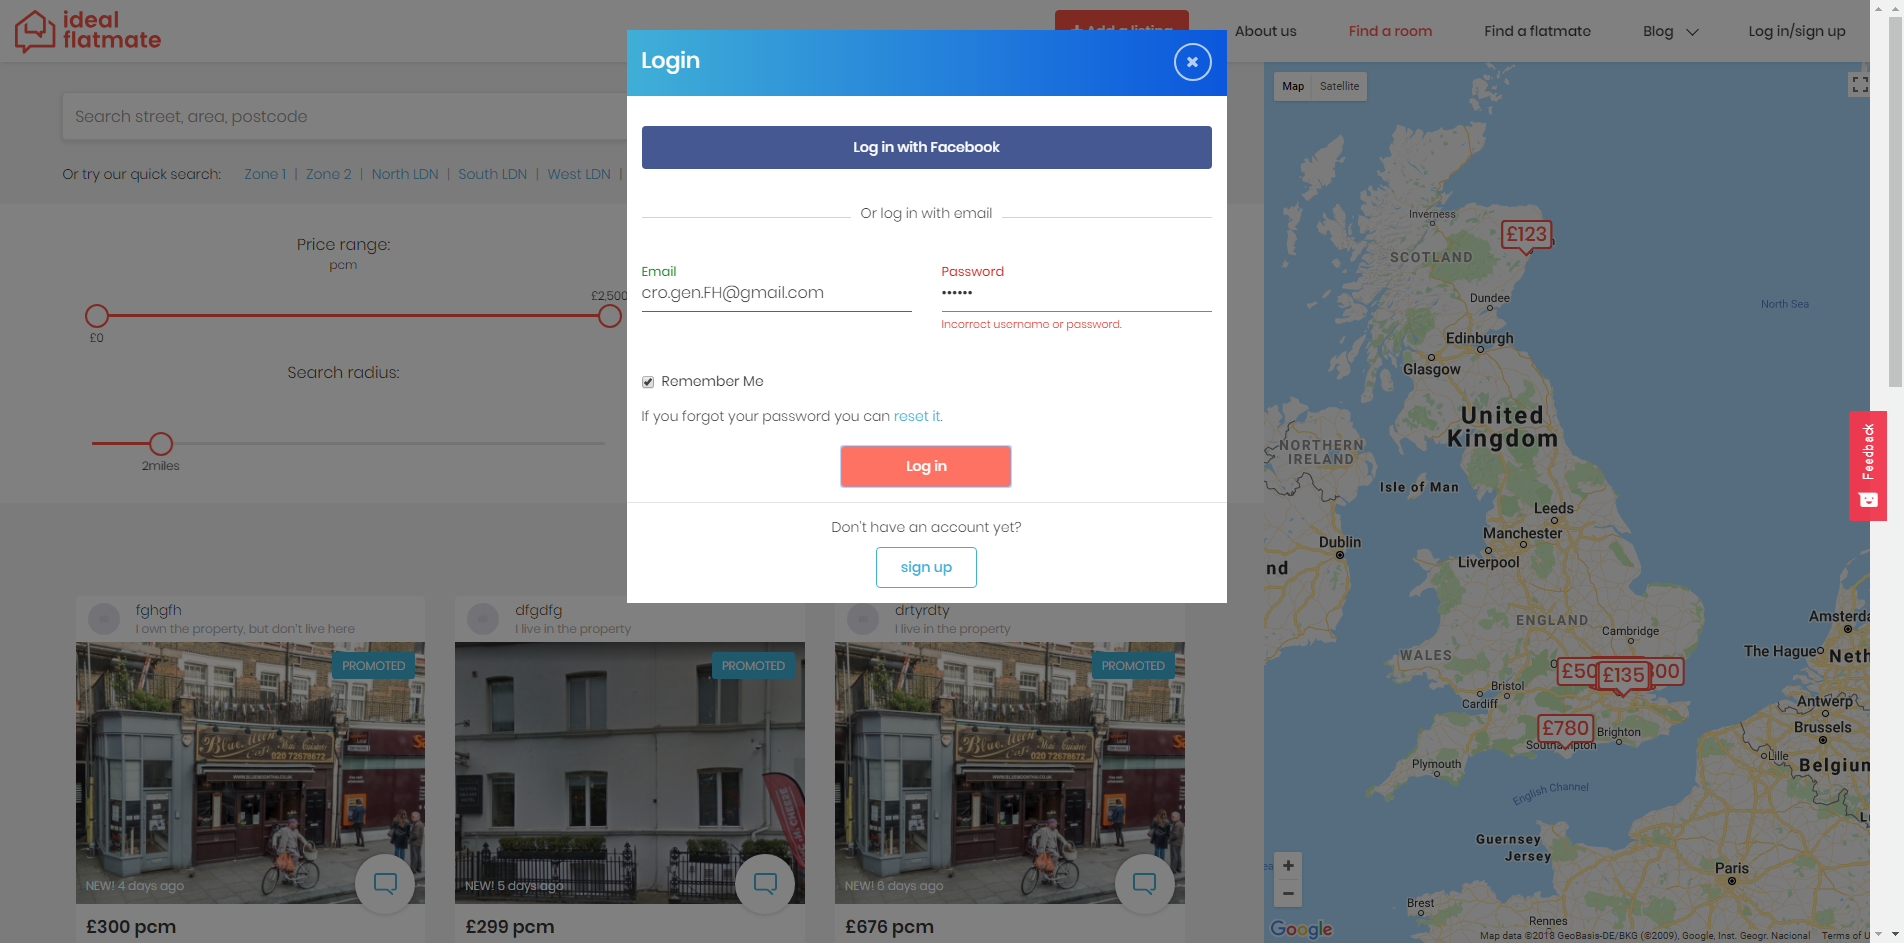 ideal
flatmate
Add a listing
About us
Find a room
Find a flatmate
Blog
Log in/sign up
Login
Search street, area, postcode
Or try our quick search: Zone 1 | Zone 2 | North LDN | South LDN | West LDN |
Price range:
pcm
£2,500
£0
Search radius:
2miles
Log in with Facebook
Or log in with email
Email
cro.gen.FH@gmail.com
Password
••••••
Incorrect username or password.
Remember Me
If you forgot your password you can reset it.
Log in
Don't have an account yet?
sign up
fghgfh
I own the property, but don't live here
PROMOTED
Blue Moon
020 72678672
NEW! 4 days ago
£300 pcm
dfgdfg
I live in the property
PROMOTED
NEW! 5 days ago
£299 pcm
drtyrdty
I live in the property
PROMOTED
Blue Moon
020 72678672
NEW! 6 days ago
£676 pcm
Map
Satellite
Inverness
£123
SCOTLAND
Dundee
North Sea
Edinburgh
Glasgow
United
Kingdom
NORTHERN
IRELAND
Isle of Man
Leeds
Manchester
Dublin
Liverpool
nd
ENGLAND
Cambridge
Amsterda
The Hague
Neth
WALES
£50
£135
00
Bristol
Cardiff
Antwerp
Brussels
£780
Brighton
Southampton
Lille
Belgium
Plymouth
English Channel
Guernsey
Jersey
Paris
Brest
Rennes
Google
Map data ©2018 GeoBasis-DE/BKG (©2009), Google, Inst. Geogr. Nacional
Terms of U
Feedback